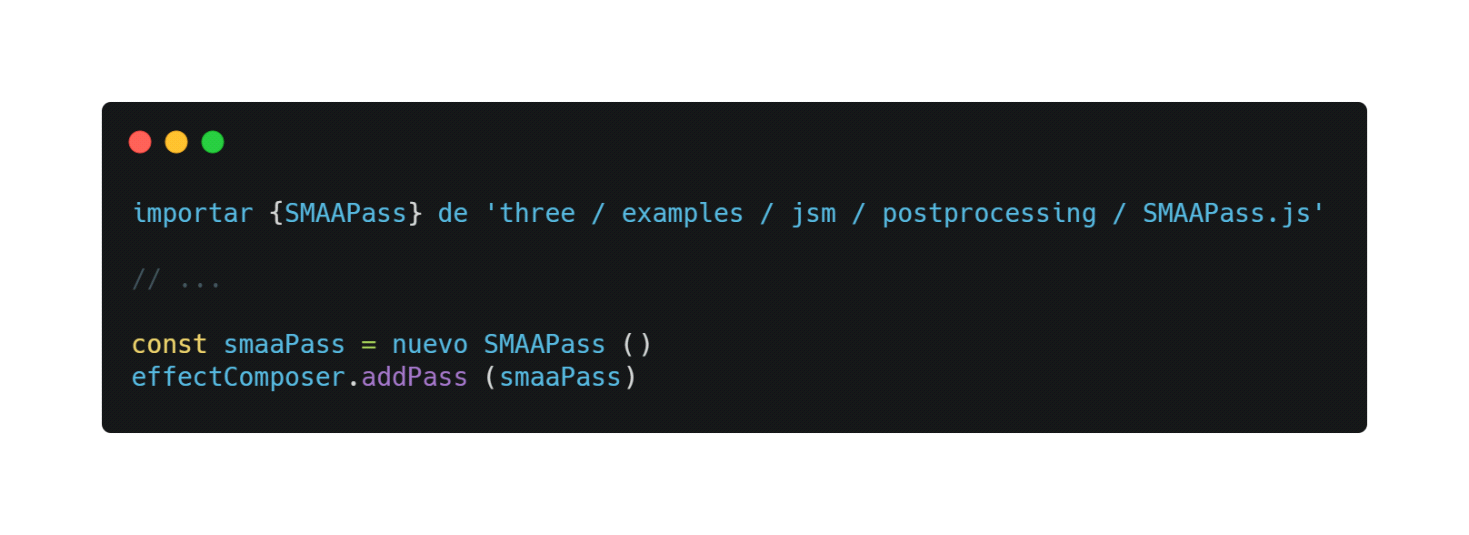 importar {SMAAPass} de 'three / examples / jsm / postprocessing / SMAAPass.js'
// ...
const smaaPass = nuevo SMAAPass ()
effectComposer.addPass (smaaPass)